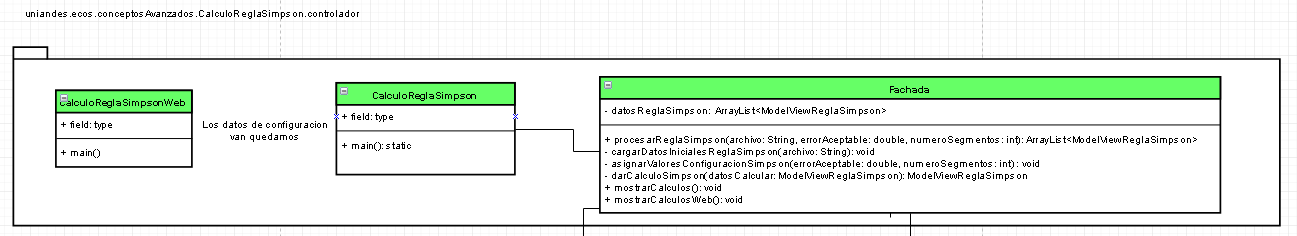 uniandes.ecos.conceptosAvanzados.CalculoReglaSimpson.controlador
CalculoReglaSimpsonWeb
+ field: type
+ main()
Los datos de configuracion
van quedarnos
CalculoReglaSimpson
+ field: type
+ main(): static
Fachada
- datosReglaSimpson: ArrayList<ModelViewReglaSimpson>
+ procesarReglaSimpson(archivo: String, errorAceptable: double, numeroSegmentos: int): ArrayList<ModelViewReglaSimpson>
- cargarDatosInicialesReglaSimpson(archivo: String): void
- asignarValoresConfiguracionSimpson(errorAceptable: double, numeroSegmentos: int): void
- darCalculoSimpson(datosCalcular: ModelViewReglaSimpson): ModelViewReglaSimpson
+ mostrarCalculos(): void
+ mostrarCalculosWeb(): void